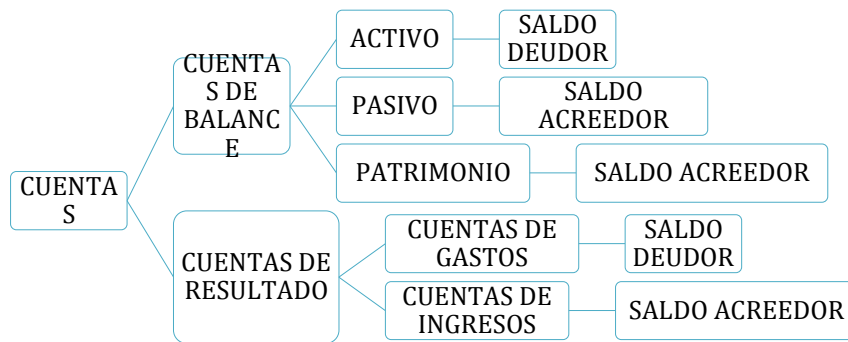 CUENTA
S
CUENTA
S DE
BALANC
E
ACTIVO
SALDO
DEUDOR
PASIVO
SALDO
ACREEDOR
PATRIMONIO
SALDO ACREEDOR
CUENTAS DE
RESULTADO
CUENTAS DE
GASTOS
SALDO
DEUDOR
CUENTAS DE
INGRESOS
SALDO ACREEDOR